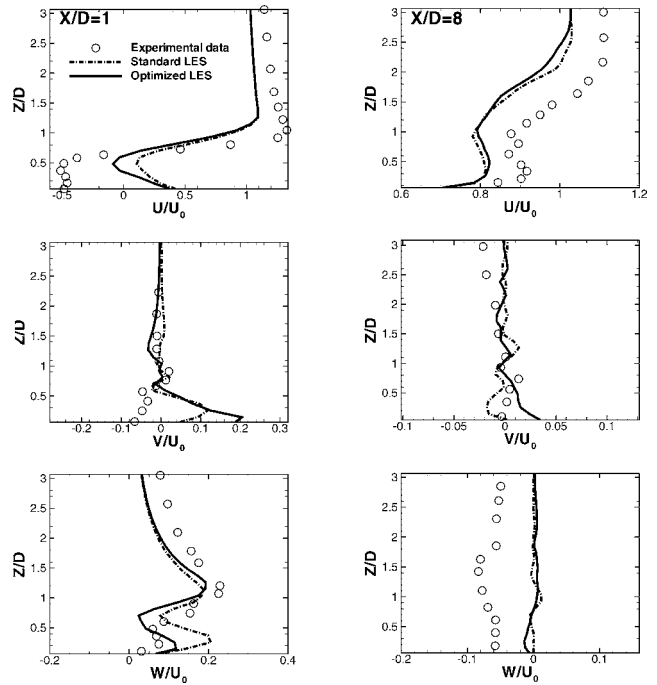 X/D=1
Experimental data
Standard LES
Optimized LES
Z/D
3
2.5
2
1.5
1
0.5
-0.5 0 0.5 1
U/U0
X/D=8
Z/D
3
2.5
2
1.5
1
0.5
0.6 0.8 1 1.2
U/U0
Z/D
3
2.5
2
1.5
1
0.5
-0.2 -0.1 0 0.1 0.2 0.3
V/U0
Z/D
3
2.5
2
1.5
1
0.5
-0.1 -0.05 0 0.05 0.1
V/U0
Z/D
3
2.5
2
1.5
1
0.5
-0.2 0 0.2 0.4
W/U0
Z/D
3
2.5
2
1.5
1
0.5
-0.2 -0.1 0 0.1
W/U0